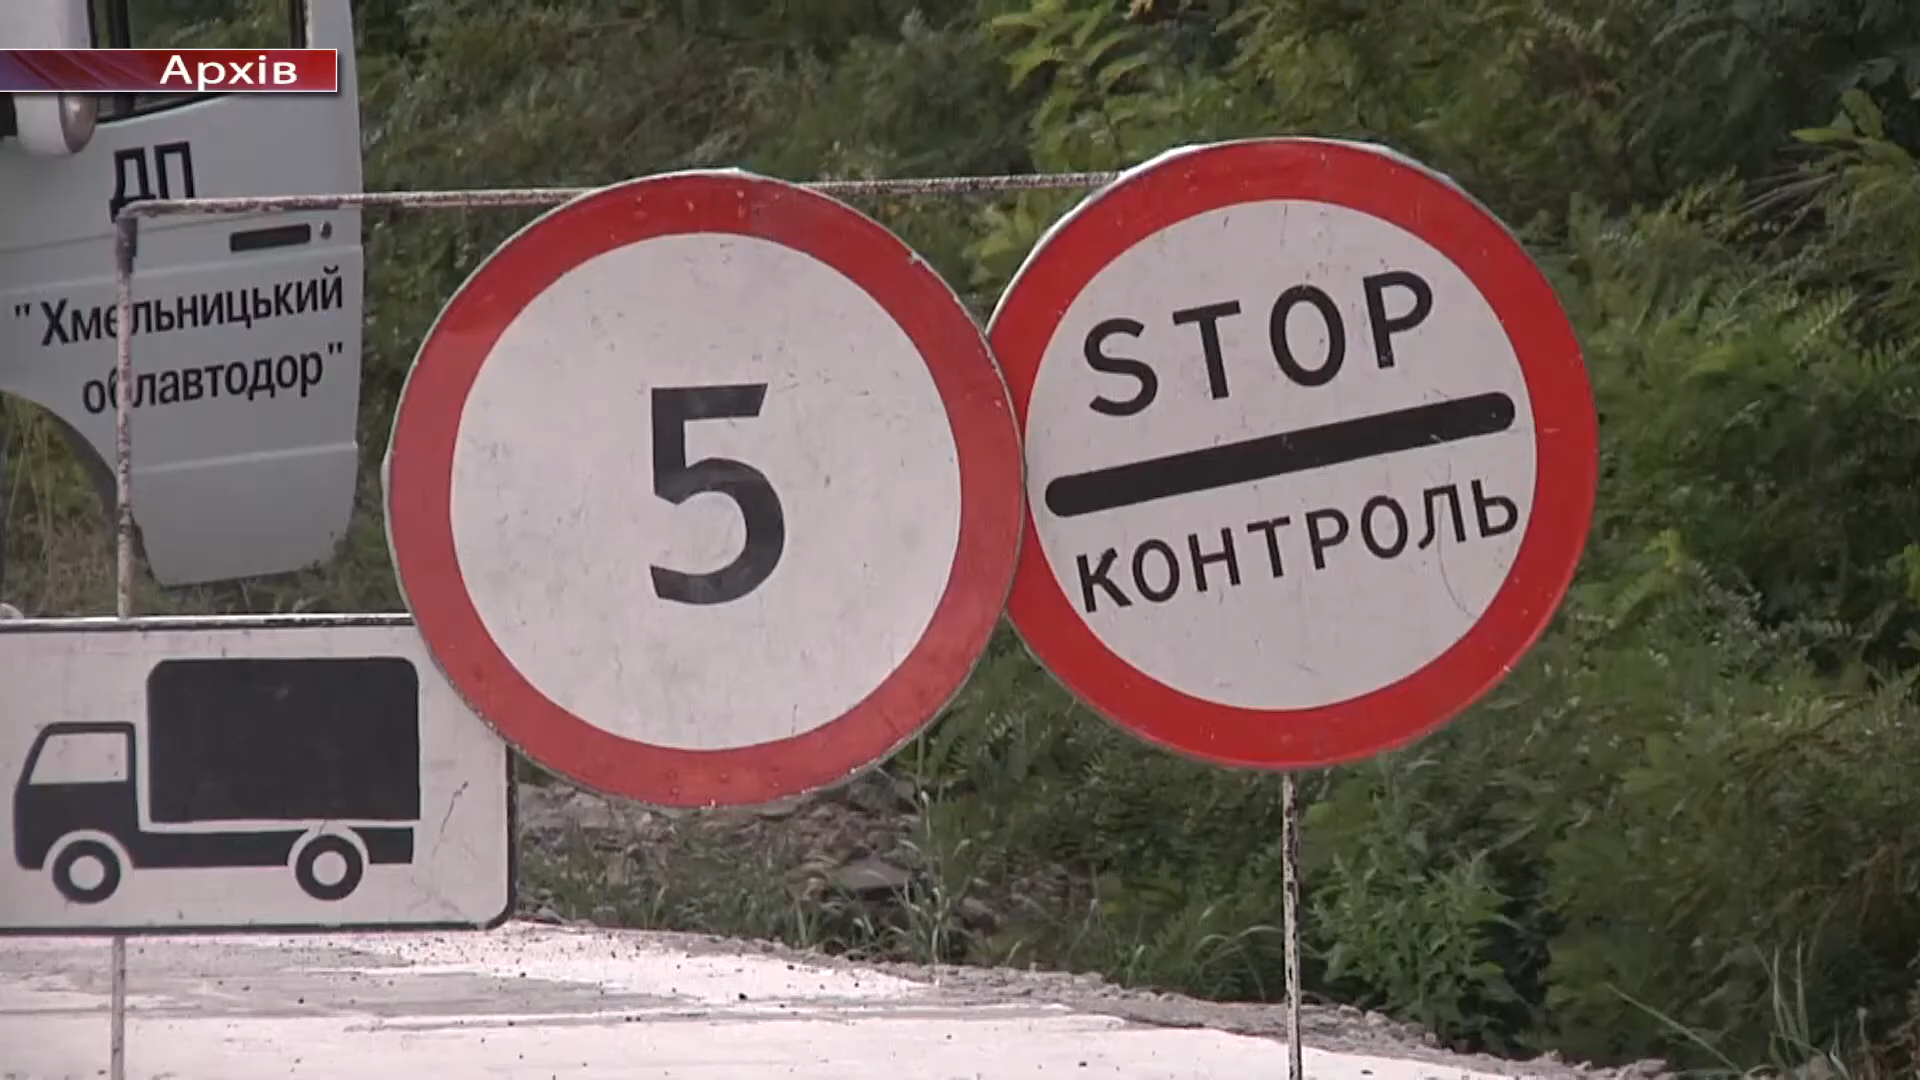 Архів
ДП
"Хмельницький
облавтодор"
5
STOP
КОНТРОЛЬ